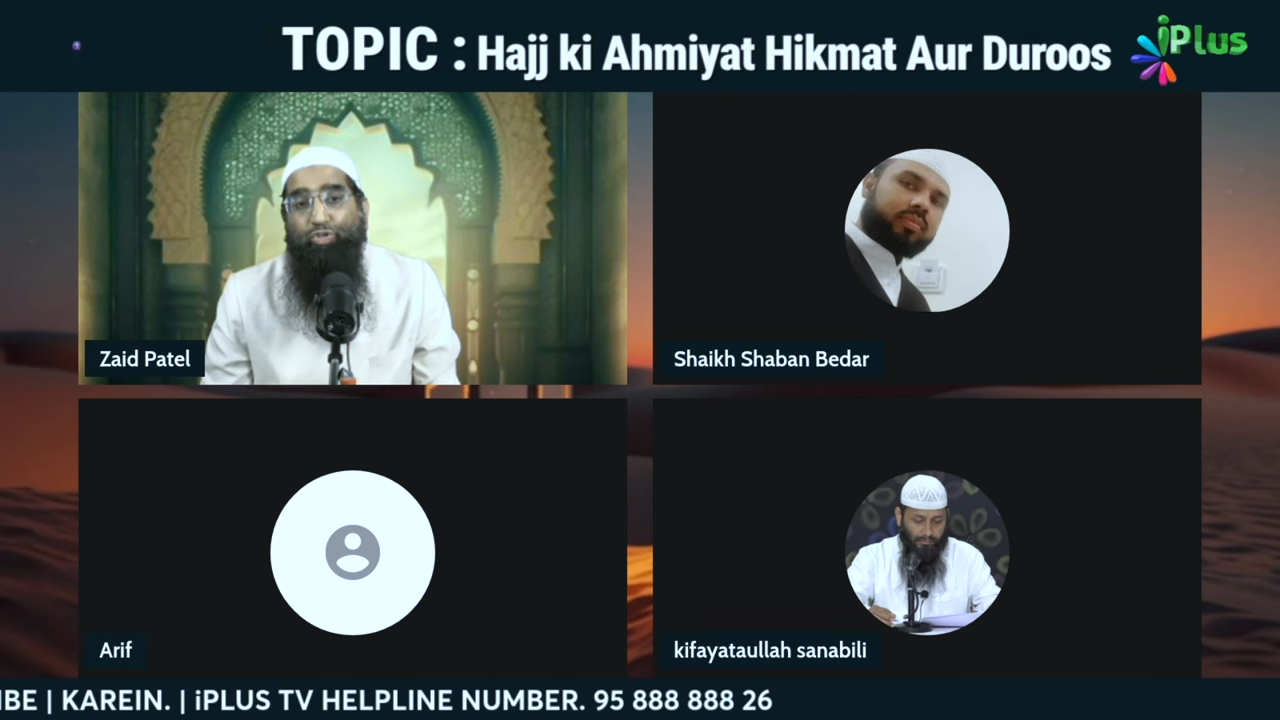 TOPIC : Hajj ki Ahmiyat Hikmat Aur Duroos
iPlus
Zaid Patel
Shaikh Shaban Bedar
Arif
kifayataullah sanabili
IBE | KAREIN. | iPLUS TV HELPLINE NUMBER. 95 888 888 26